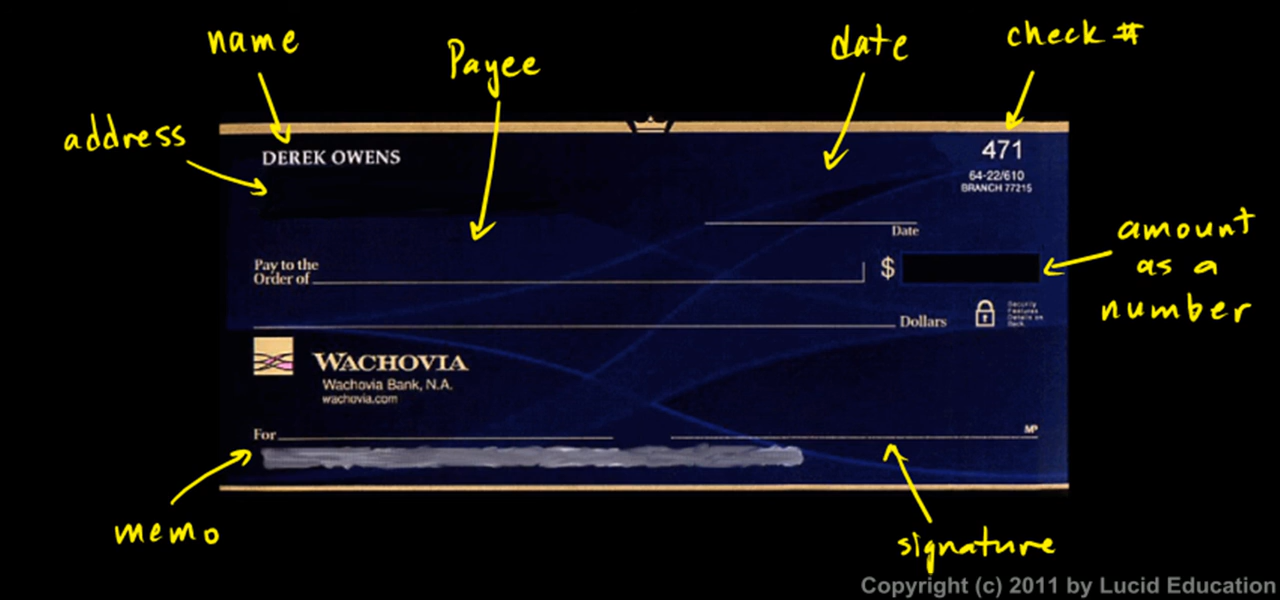 name
Payee
date
check #
address
DEREK OWENS
471
64-22/610
BRANCH 77215
Date
amount
as a
number
Pay to the
Order of
$
Security
Features
Details on
Back.
Dollars
WACHOVIA
Wachovia Bank, N.A.
wachovia.com
For
MP
memo
signature
Copyright (c) 2011 by Lucid Education